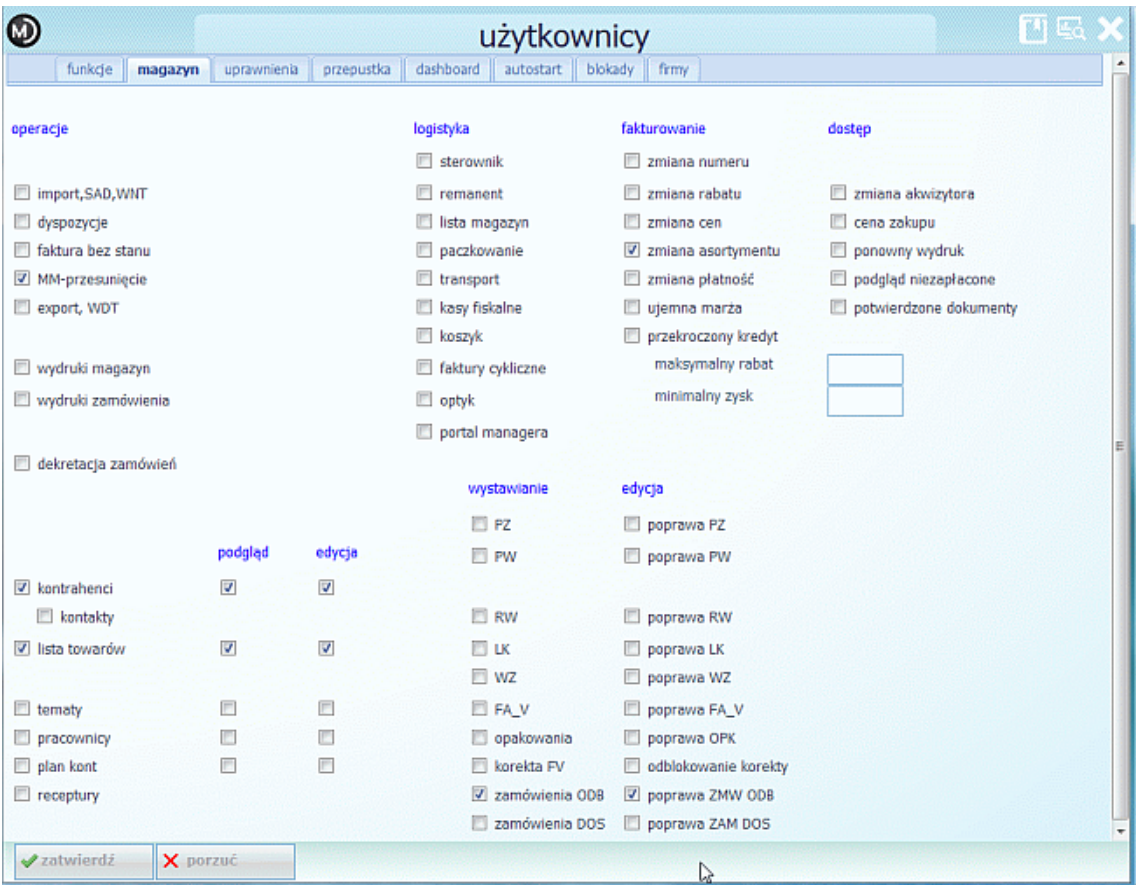 M
użytkownicy
funkcje magazyn uprawnienia przepustka dashboard autostart blokady firmy
operacje logistyka fakturowanie dostęp
sterownik zmiana numeru
import,SAD,WNT remanent zmiana rabatu zmiana akwizytora
dyspozycje lista magazyn zmiana cen cena zakupu
faktura bez stanu paczkowanie zmiana asortymentu ponowny wydruk
MM-przesunięcie transport zmiana płatność podgląd niezapłacone
export, WDT kasy fiskalne ujemna marża potwierdzone dokumenty
koszyk przekroczony kredyt
wydruki magazyn faktury cykliczne maksymalny rabat
wydruki zamówienia optyk minimalny zysk
portal managera
dekretacja zamówień
wystawianie edycja
PZ poprawa PZ
podgląd edycja PW poprawa PW
kontrahenci
kontakty RW poprawa RW
lista towarów LK poprawa LK
WZ poprawa WZ
tematy FA_V poprawa FA_V
pracownicy opakowania poprawa OPK
plan kont korekta FV odblokowanie korekty
receptury zamówienia ODB poprawa ZMW ODB
zamówienia DOS poprawa ZAM DOS
zatwierdź porzuć